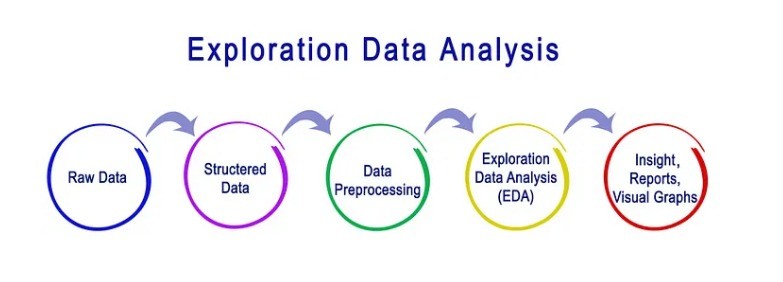 Exploration Data Analysis
Raw Data
Structered
Data
Data
Preprocessing
Exploration
Data Analysis
(EDA)
Insight,
Reports,
Visual Graphs